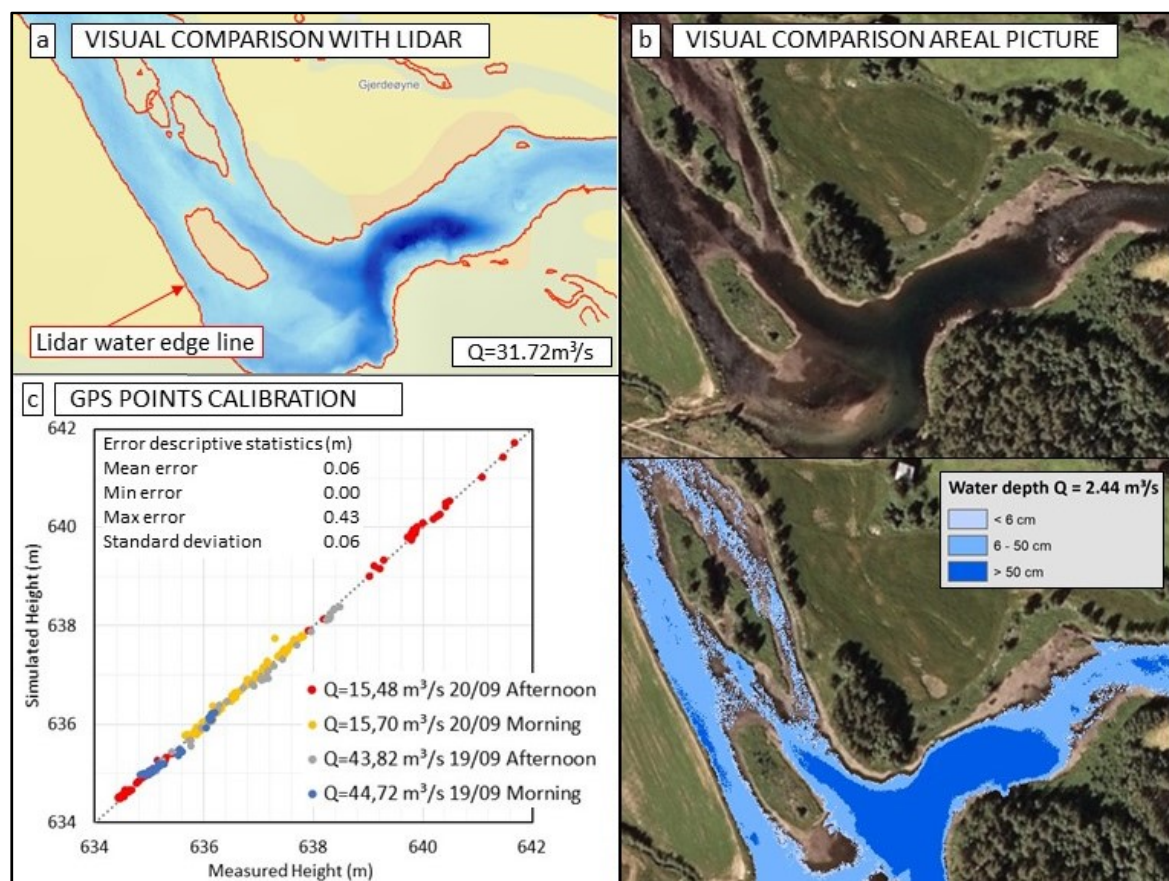 a VISUAL COMPARISON WITH LIDAR
Gjerdeøyne
Lidar water edge line
Q=31.72m³/s
b VISUAL COMPARISON AREAL PICTURE
c GPS POINTS CALIBRATION
Error descriptive statistics (m)
Mean error 0.06
Min error 0.00
Max error 0.43
Standard deviation 0.06
Simulated Height (m)
642
640
638
636
634
Q=15,48 m³/s 20/09 Afternoon
Q=15,70 m³/s 20/09 Morning
Q=43,82 m³/s 19/09 Afternoon
Q=44,72 m³/s 19/09 Morning
634 636 638 640 642
Measured Height (m)
Water depth Q = 2.44 m³/s
< 6 cm
6 - 50 cm
> 50 cm